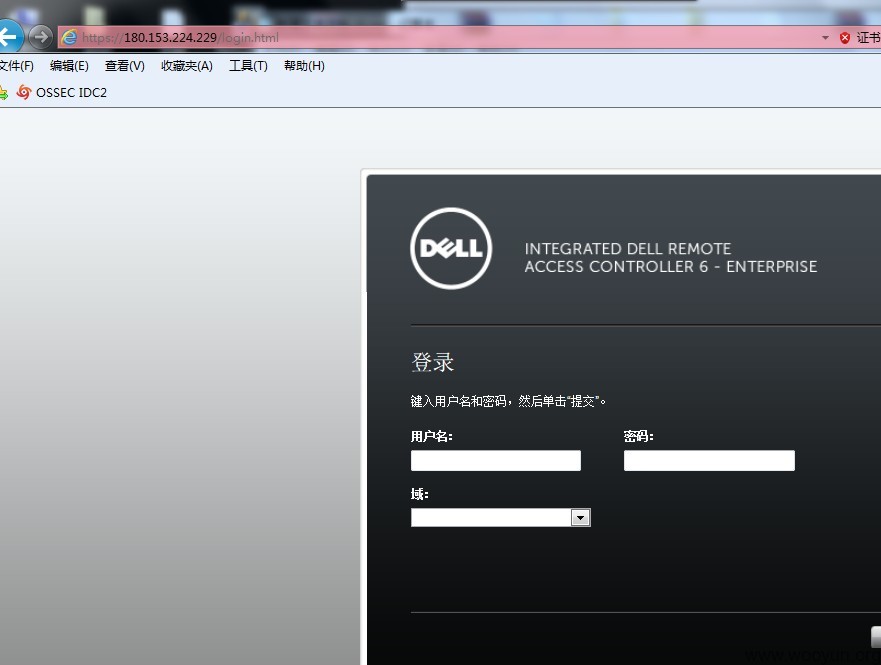 https://180.153.224.229/login.html
证书
文件(F) 编辑(E) 查看(V) 收藏夹(A) 工具(T) 帮助(H)
OSSEC IDC2
DELL
INTEGRATED DELL REMOTE
ACCESS CONTROLLER 6 - ENTERPRISE
登录
键入用户名和密码，然后单击“提交”。
用户名: 密码:
域: